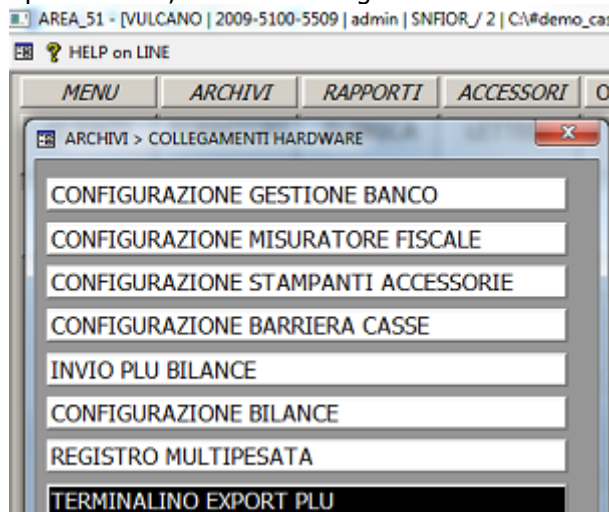 AREA_51 - [VULCANO | 2009-5100-5509 | admin | SNFIOR_/ 2 | C:\#demo_cas
HELP on LINE
MENU ARCHIVI RAPPORTI ACCESSORI O
ARCHIVI > COLLEGAMENTI HARDWARE
CONFIGURAZIONE GESTIONE BANCO
CONFIGURAZIONE MISURATORE FISCALE
CONFIGURAZIONE STAMPANTI ACCESSORIE
CONFIGURAZIONE BARRIERA CASSE
INVIO PLU BILANCE
CONFIGURAZIONE BILANCE
REGISTRO MULTIPESATA
TERMINALINO EXPORT PLU